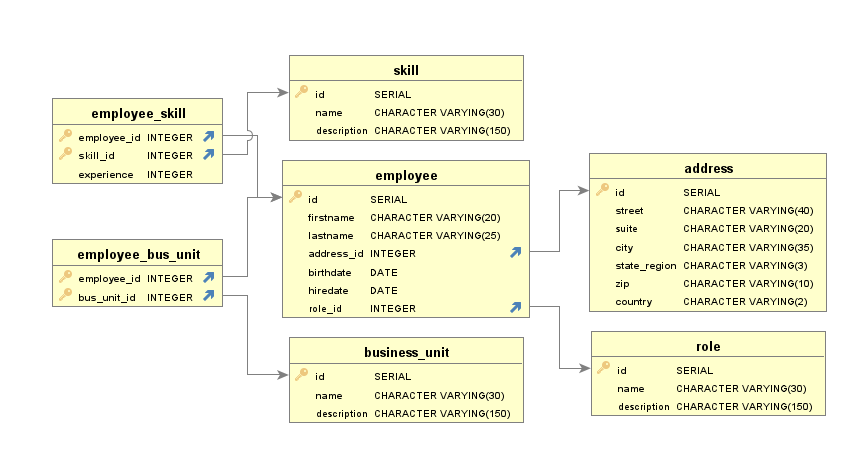 skill
id SERIAL
name CHARACTER VARYING(30)
description CHARACTER VARYING(150)
employee_skill
employee_id INTEGER
skill_id INTEGER
experience INTEGER
employee
id SERIAL
firstname CHARACTER VARYING(20)
lastname CHARACTER VARYING(25)
address_id INTEGER
birthdate DATE
hiredate DATE
role_id INTEGER
address
id SERIAL
street CHARACTER VARYING(40)
suite CHARACTER VARYING(20)
city CHARACTER VARYING(35)
state_region CHARACTER VARYING(3)
zip CHARACTER VARYING(10)
country CHARACTER VARYING(2)
employee_bus_unit
employee_id INTEGER
bus_unit_id INTEGER
business_unit
id SERIAL
name CHARACTER VARYING(30)
description CHARACTER VARYING(150)
role
id SERIAL
name CHARACTER VARYING(30)
description CHARACTER VARYING(150)